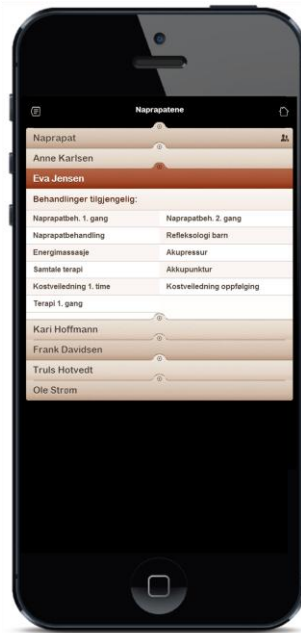 Naprapatene
Naprapat
Anne Karlsen
Eva Jensen
Behandlinger tilgjengelig:
Naprapatbeh. 1. gang Naprapatbeh. 2. gang
Naprapatbehandling Refleksologi barn
Energimassasje Akupressur
Samtale terapi Akkupunktur
Kostveiledning 1. time Kostveiledning oppfølging
Terapi 1. gang
Kari Hoffmann
Frank Davidsen
Truls Hotvedt
Ole Strøm